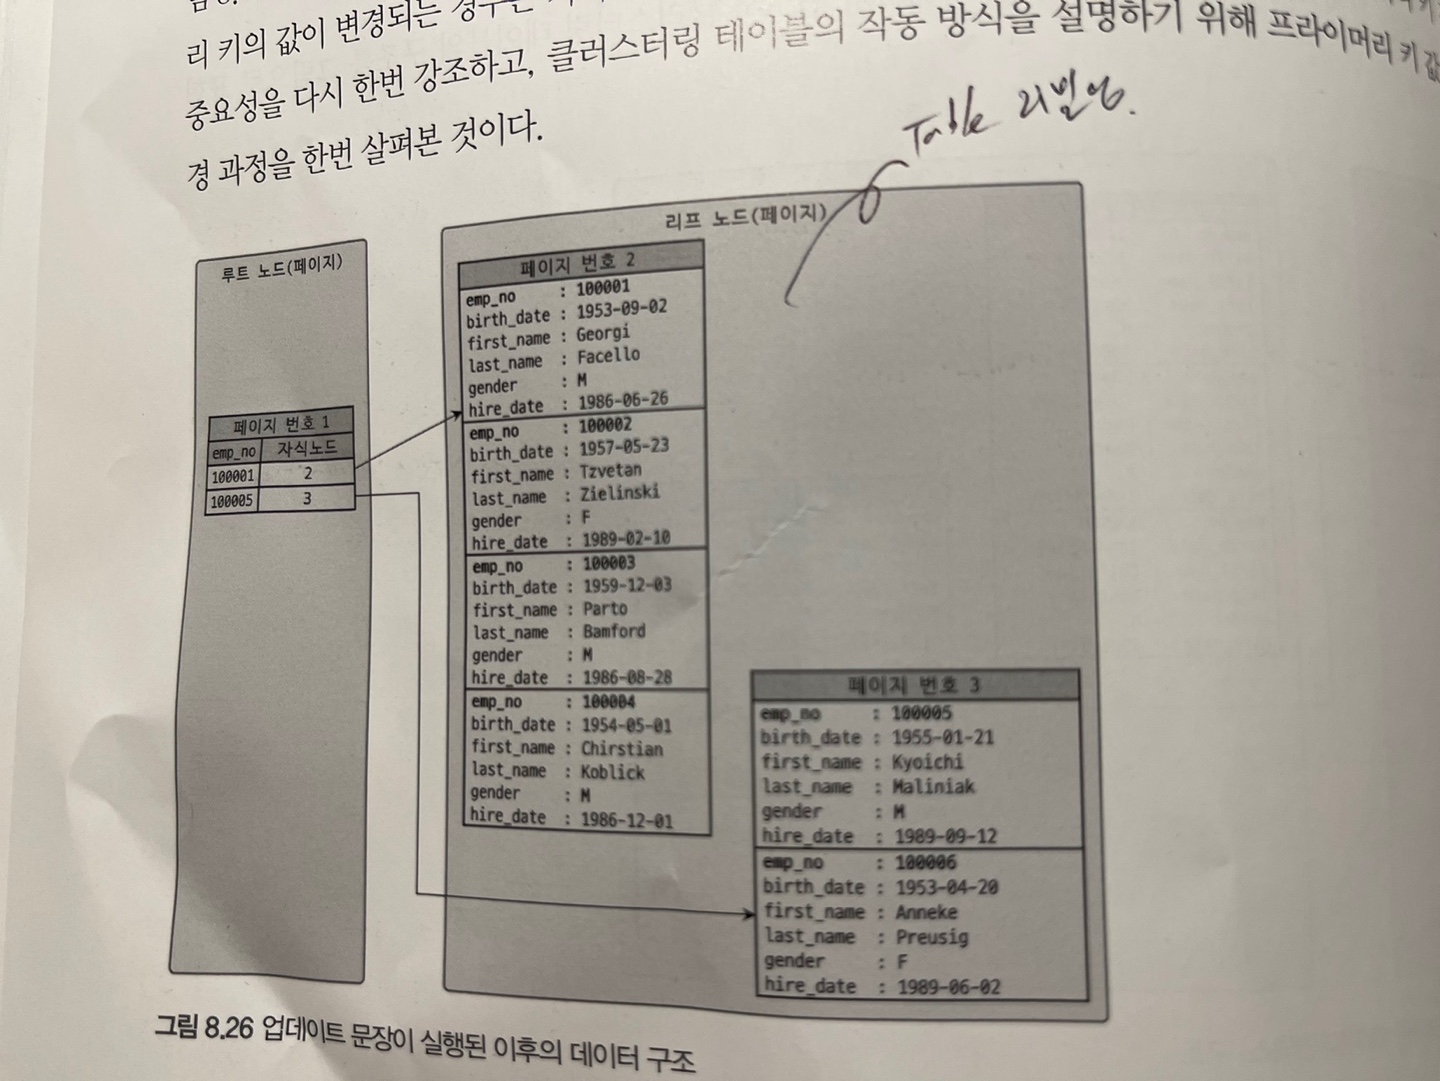 리 키의 값이 변경되는 경우는
중요성을 다시 한번 강조하고, 클러스터링 테이블의 작동 방식을 설명하기 위해 프라이머리 키 값
경 과정을 한번 살펴본 것이다.
Table 리빌딩.
루트 노드(페이지)
페이지 번호 1
emp_no 자식노드
100001 2
100005 3
리프 노드(페이지)
페이지 번호 2
emp_no : 100001
birth_date : 1953-09-02
first_name : Georgi
last_name : Facello
gender : M
hire_date : 1986-06-26
emp_no : 100002
birth_date : 1957-05-23
first_name : Tzvetan
last_name : Zielinski
gender : F
hire_date : 1989-02-10
emp_no : 100003
birth_date : 1959-12-03
first_name : Parto
last_name : Bamford
gender : M
hire_date : 1986-08-28
emp_no : 100004
birth_date : 1954-05-01
first_name : Chirstian
last_name : Koblick
gender : M
hire_date : 1986-12-01
페이지 번호 3
emp_no : 100005
birth_date : 1955-01-21
first_name : Kyoichi
last_name : Maliniak
gender : M
hire_date : 1989-09-12
emp_no : 100006
birth_date : 1953-04-20
first_name : Anneke
last_name : Preusig
gender : F
hire_date : 1989-06-02
그림 8.26 업데이트 문장이 실행된 이후의 데이터 구조